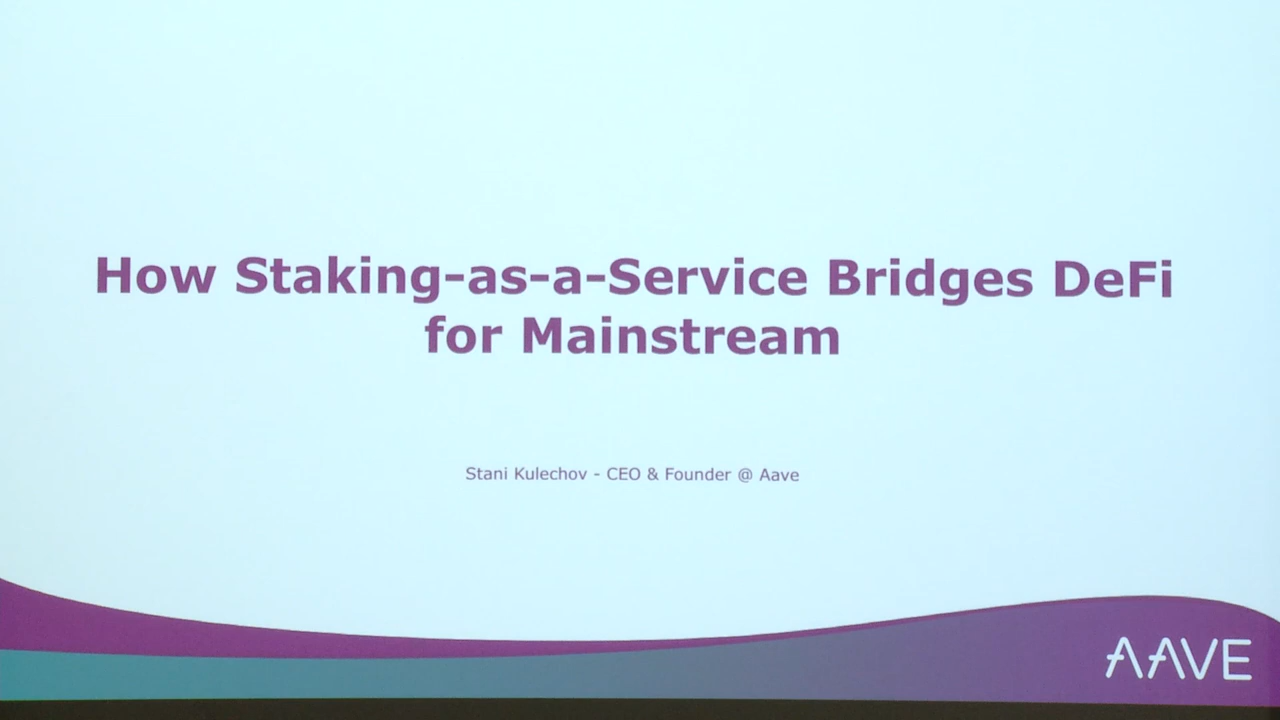 How Staking-as-a-Service Bridges DeFi
for Mainstream
Stani Kulechov - CEO & Founder @ Aave
AAVE